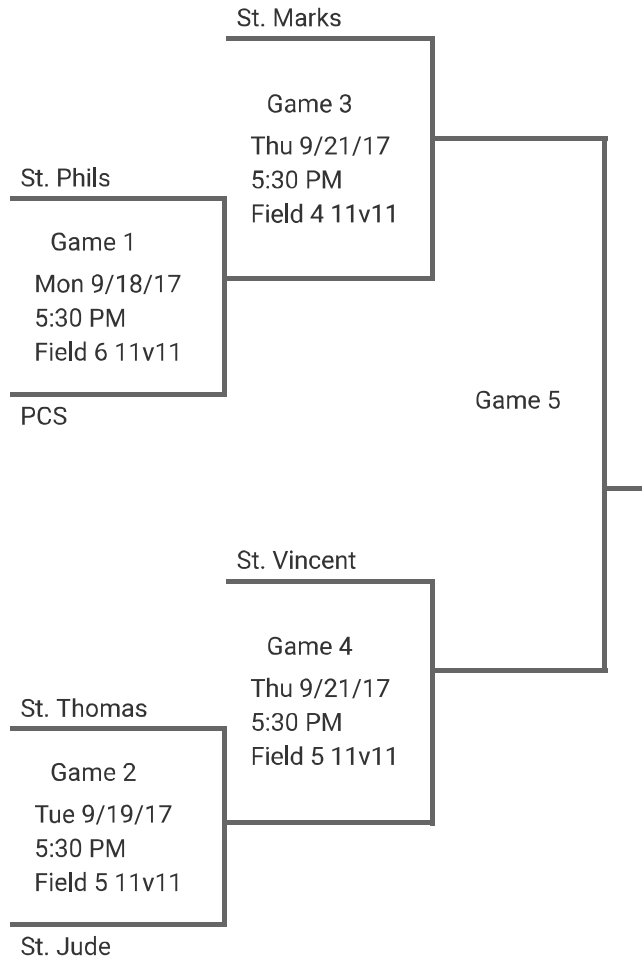 St. Marks
Game 3
Thu 9/21/17
5:30 PM
Field 4 11v11
St. Phils
Game 1
Mon 9/18/17
5:30 PM
Field 6 11v11
PCS
Game 5
St. Vincent
Game 4
Thu 9/21/17
5:30 PM
Field 5 11v11
St. Thomas
Game 2
Tue 9/19/17
5:30 PM
Field 5 11v11
St. Jude